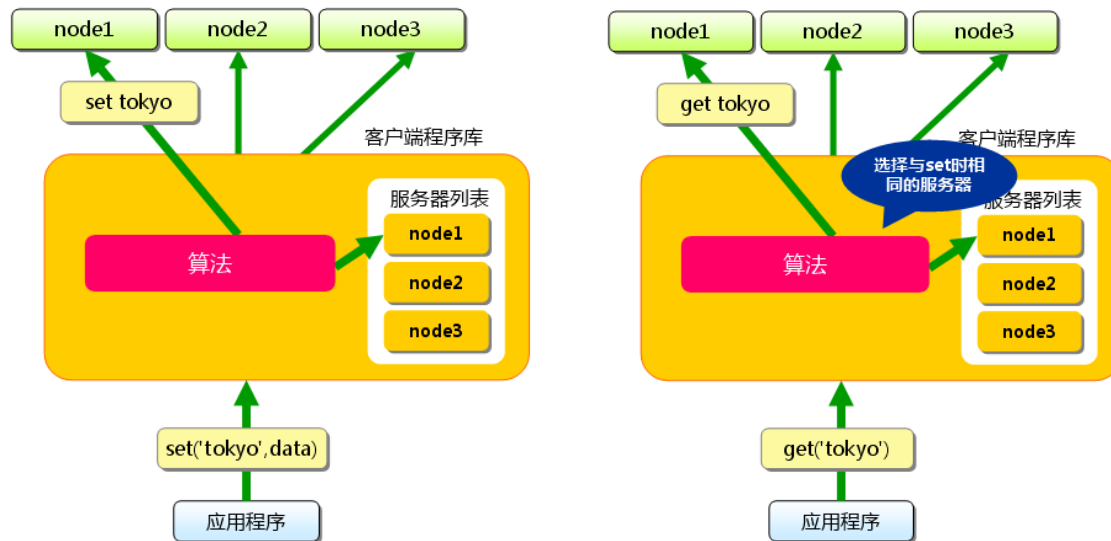 node1
node2
node3
set tokyo
客户端程序库
服务器列表
node1
算法
node2
node3
set('tokyo',data)
应用程序
node1
node2
node3
get tokyo
客户端程序库
选择与set时相
同的服务器
服务器列表
node1
算法
node2
node3
get('tokyo')
应用程序